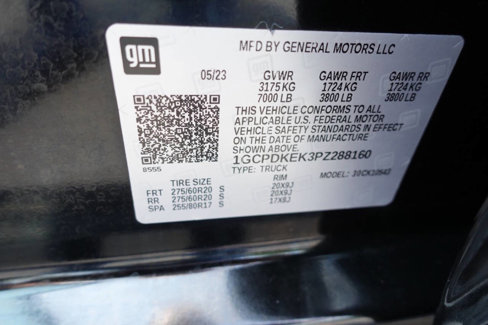 gm
MFD BY GENERAL MOTORS LLC
05/23 GVWR GAWR FRT GAWR RR
3175 KG 1724 KG 1724 KG
7000 LB 3800 LB 3800 LB
THIS VEHICLE CONFORMS TO ALL
APPLICABLE U.S. FEDERAL MOTOR
VEHICLE SAFETY STANDARDS IN EFFECT
ON THE DATE OF MANUFACTURE
SHOWN ABOVE.
8555 1GCPDKEK3PZ288160
TYPE: TRUCK MODEL:
TIRE SIZE RIM
FRT 275/60R20 S 20X9J
RR 275/60R20 S 20X9J
SPA 255/80R17 S 17X8J